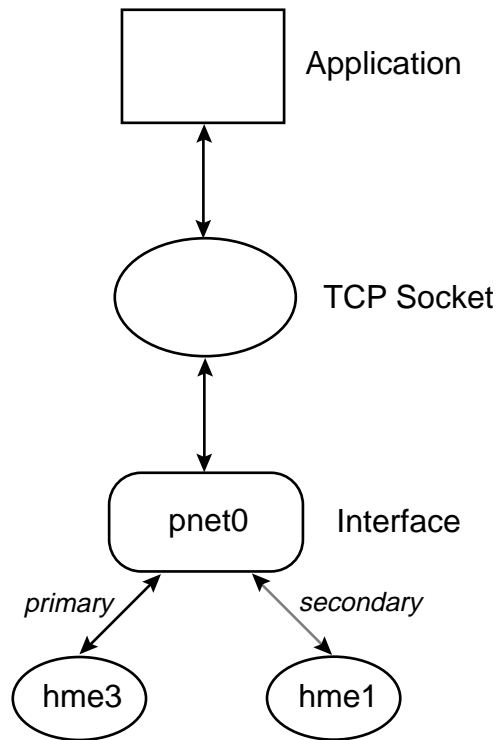 Application
TCP Socket
pnet0
Interface
primary
secondary
hme3
hme1